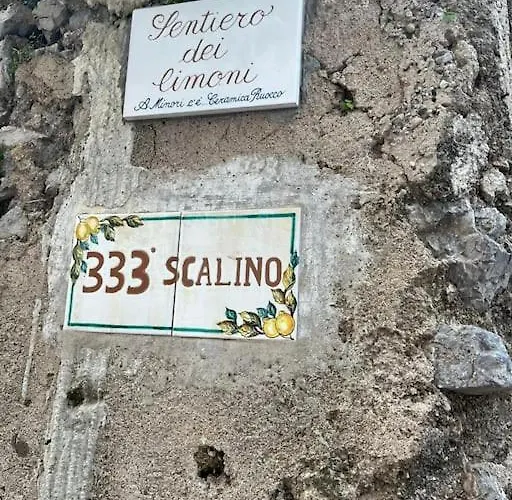 Sentiero
dei
limoni
A Minori c'é... Ceramica Ruocco
333° SCALINO